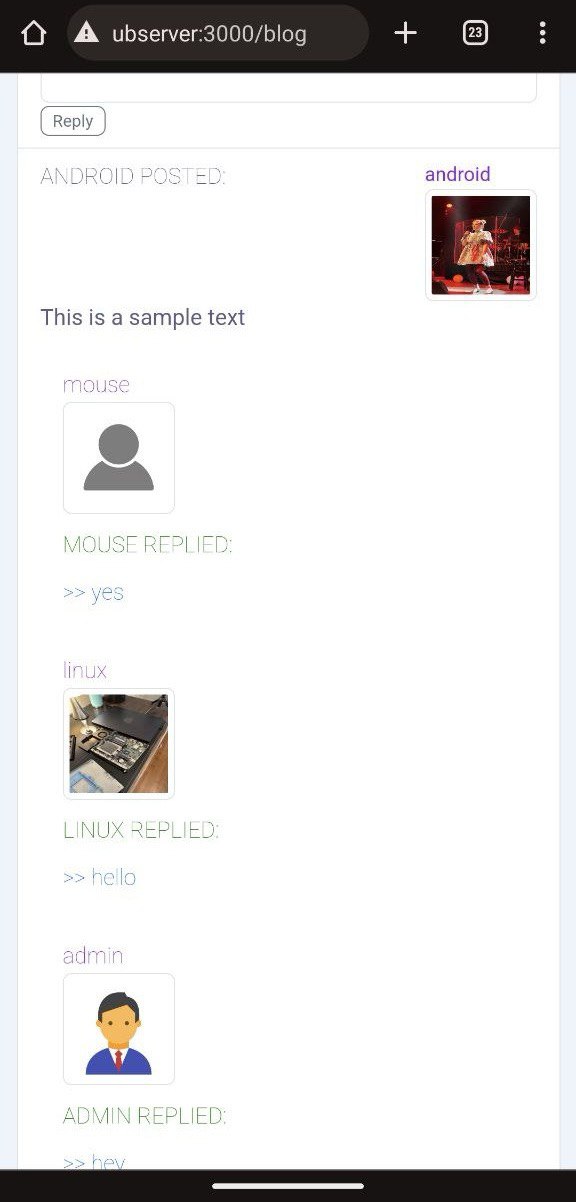 ubserver:3000/blog
23
Reply
ANDROID POSTED:
android
This is a sample text
mouse
MOUSE REPLIED:
>> yes
linux
LINUX REPLIED:
>> hello
admin
ADMIN REPLIED:
>> hey